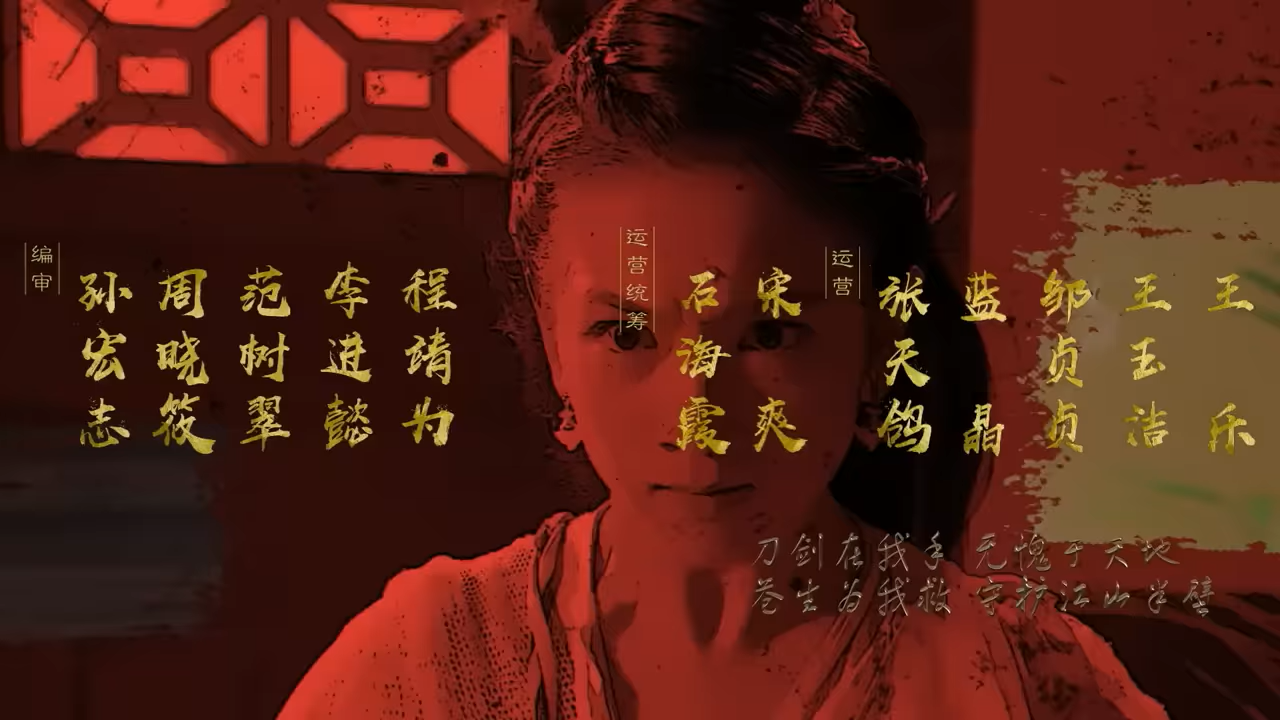 编审
孙宏志
周晓筱
范树翠
李进懿
程靖为
运营统筹
石海霞
宋爽
运营
张天鸽
蓝晶
邹贞贞
王玉洁
王乐
刀剑在我手 无愧于天地
苍生为我救 守护江山半壁